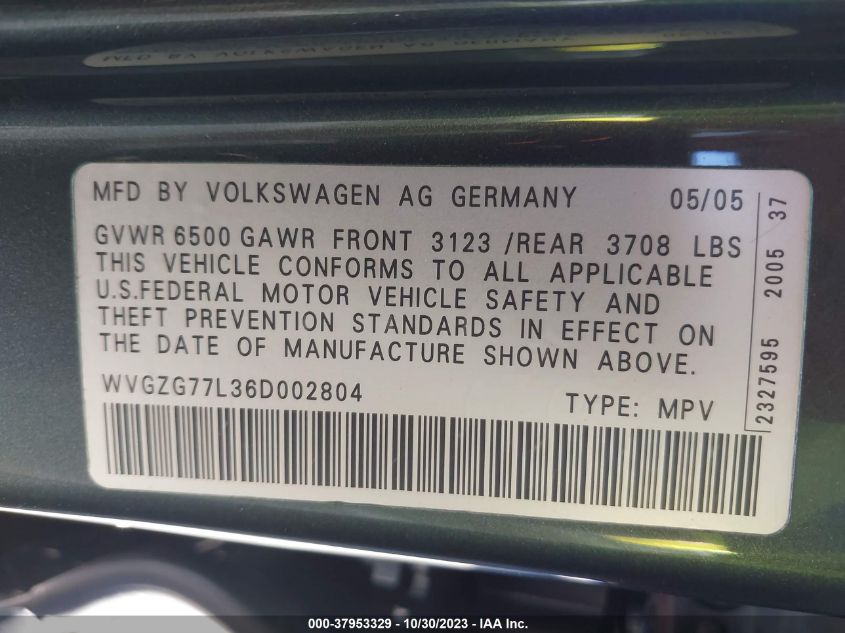 MFD BY VOLKSWAGEN AG GERMANY 05/05
GVWR 6500 GAWR FRONT 3123 /REAR 3708 LBS
THIS VEHICLE CONFORMS TO ALL APPLICABLE
U.S.FEDERAL MOTOR VEHICLE SAFETY AND
THEFT PREVENTION STANDARDS IN EFFECT ON
THE DATE OF MANUFACTURE SHOWN ABOVE.
WVGZG77L36D002804 TYPE: MPV
2327595 2005 37
000-37953329 - 10/30/2023 - IAA Inc.